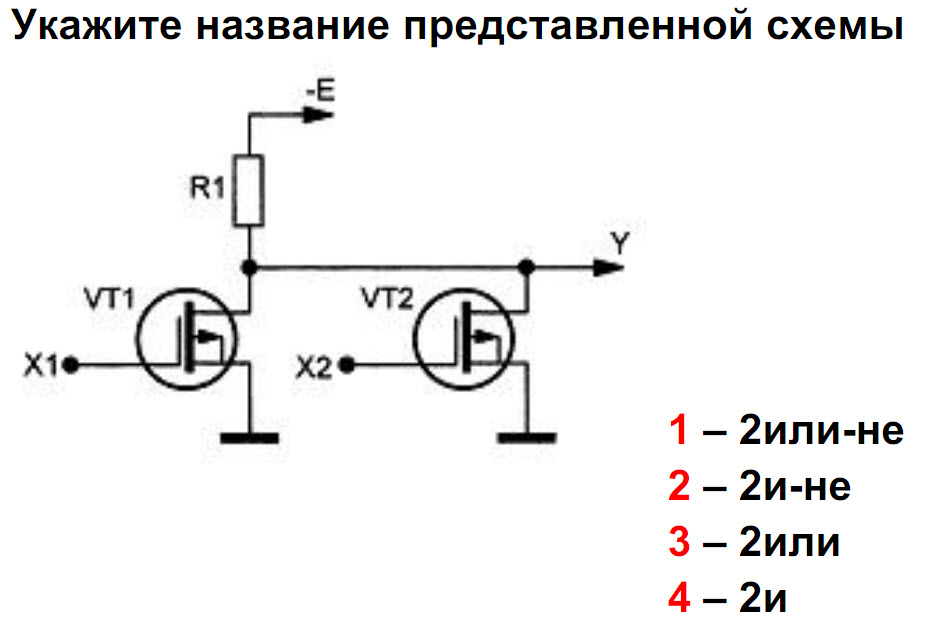 Укажите название представленной схемы
-E
R1
Y
VT1
VT2
X1
X2
1 – 2или-не
2 – 2и-не
3 – 2или
4 – 2и